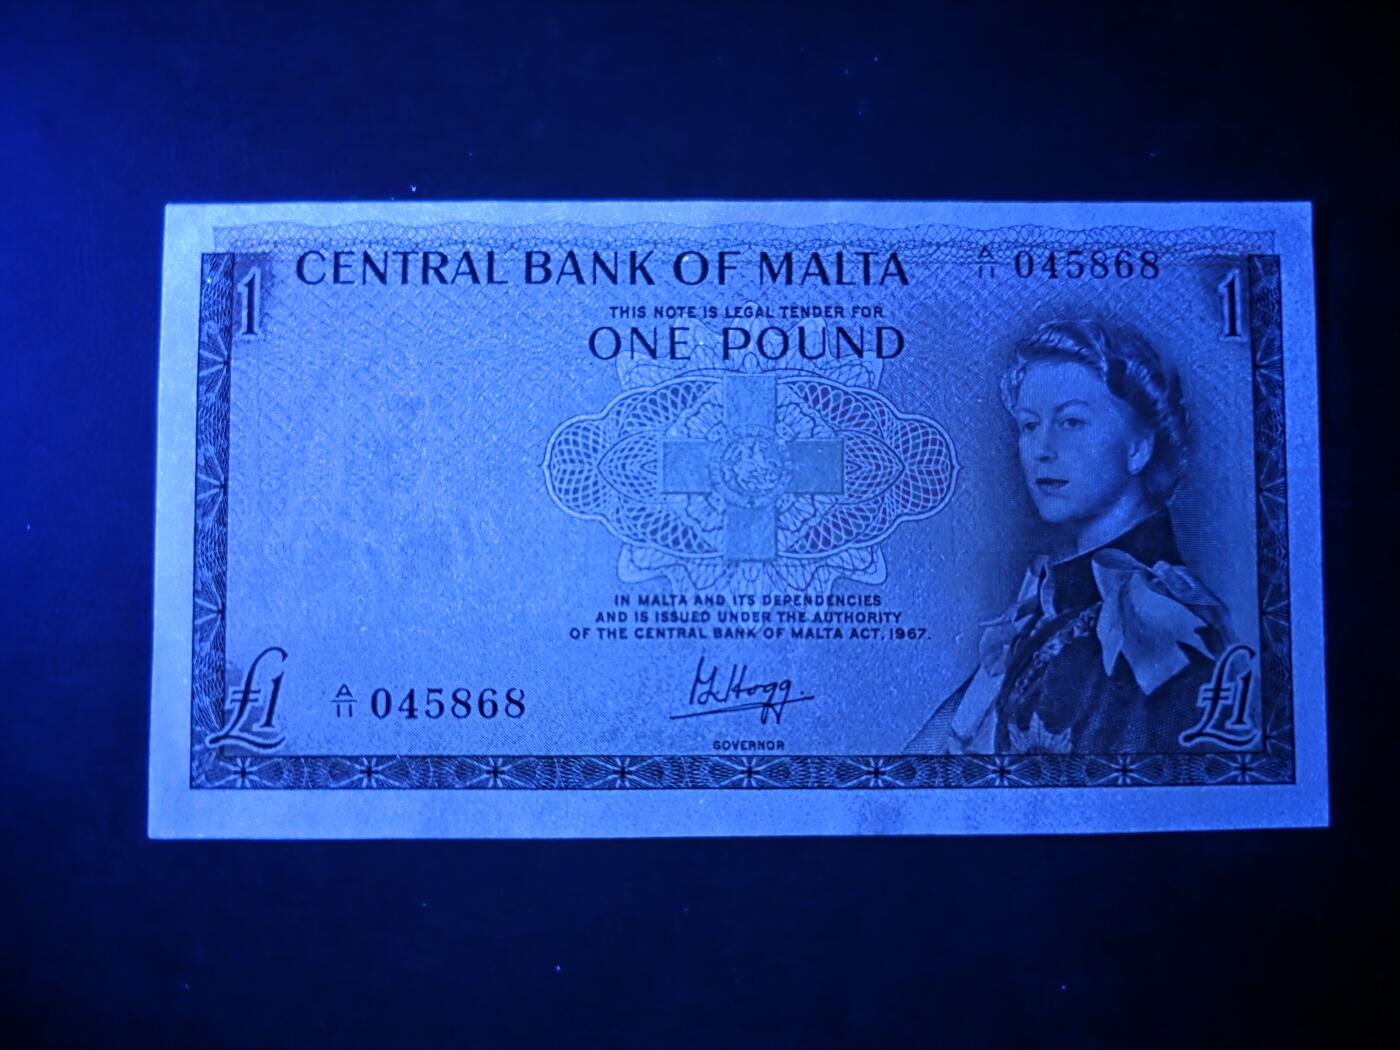 CENTRAL BANK OF MALTA
A/11 045868
1
1
THIS NOTE IS LEGAL TENDER FOR
ONE POUND
IN MALTA AND ITS DEPENDENCIES
AND IS ISSUED UNDER THE AUTHORITY
OF THE CENTRAL BANK OF MALTA ACT, 1967.
£1
A/11 045868
P L Hogg.
GOVERNOR
£1